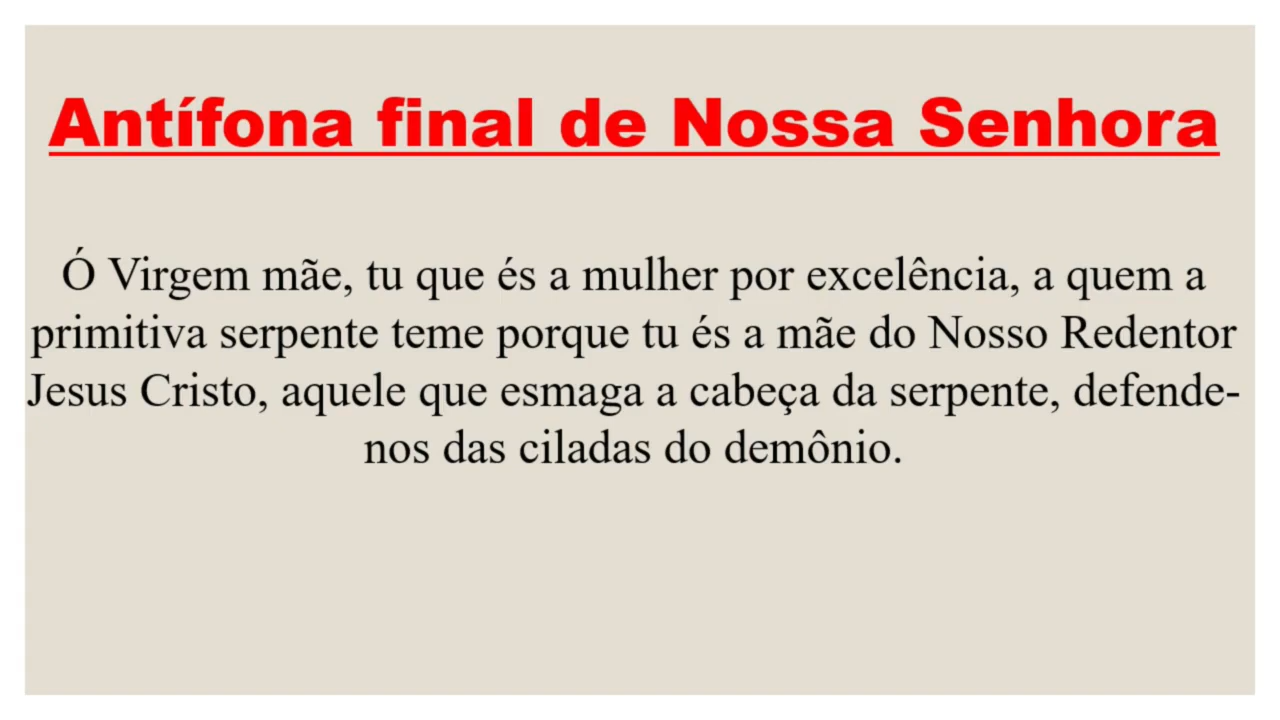 Antífona final de Nossa Senhora
Ó Virgem mãe, tu que és a mulher por excelência, a quem a
primitiva serpente teme porque tu és a mãe do Nosso Redentor
Jesus Cristo, aquele que esmaga a cabeça da serpente, defende-
nos das ciladas do demônio.